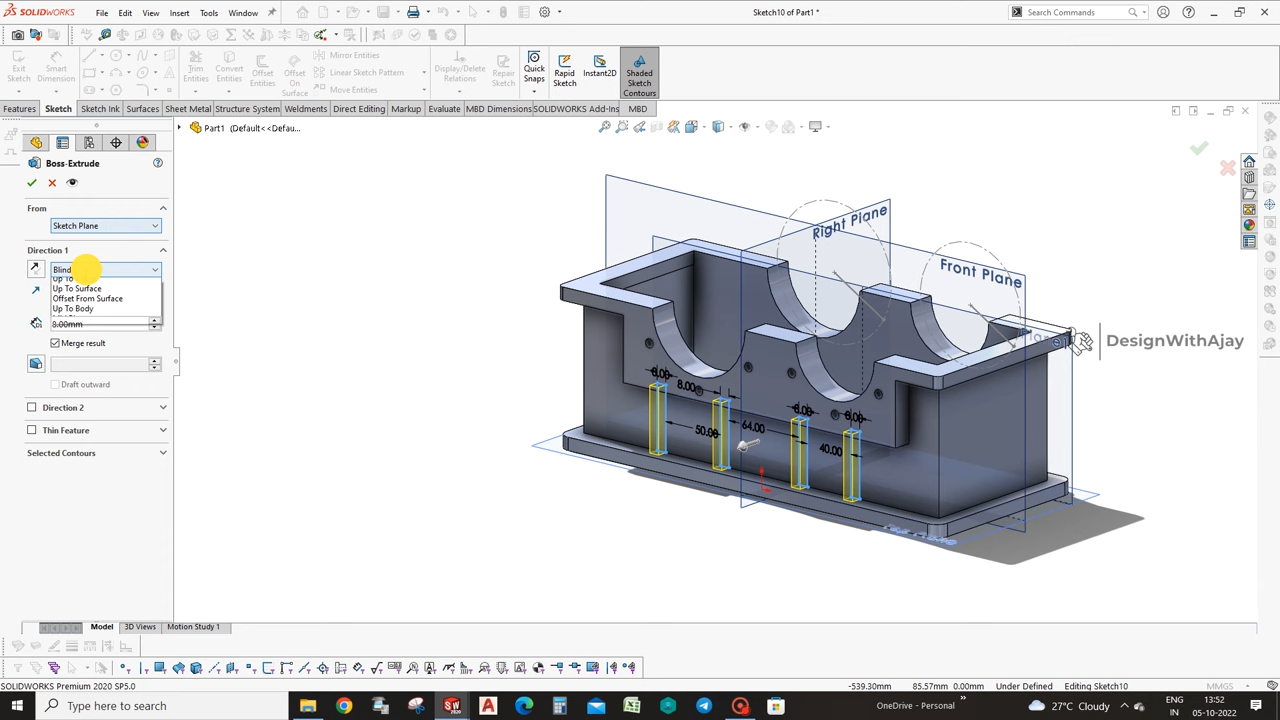 SOLIDWORKS
File
Edit
View
Insert
Tools
Window
Sketch10 of Part1 *
Search Commands
Exit Sketch
Smart Dimension
Trim Entities
Convert Entities
Offset Entities
Offset On Surface
Mirror Entities
Linear Sketch Pattern
Move Entities
Display/Delete Relations
Repair Sketch
Quick Snaps
Rapid Sketch
Instant2D
Shaded Sketch Contours
Features
Sketch
Sketch Ink
Surfaces
Sheet Metal
Structure System
Weldments
Direct Editing
Markup
Evaluate
MBD Dimensions
SOLIDWORKS Add-Ins
MBD
Part1 (Default<<Defau...
Boss-Extrude
From
Sketch Plane
Direction 1
Blind
Up To Surface
Offset From Surface
Up To Body
8.00mm
Merge result
Draft outward
Direction 2
Thin Feature
Selected Contours
Right Plane
Front Plane
DesignWithAjay
8.00
8.00
8.00
8.00
50.00
64.00
40.00
Model
3D Views
Motion Study 1
SOLIDWORKS Premium 2020 SP5.0
-539.30mm
85.57mm 0.00mm
Under Defined
Editing Sketch10
MMGS
Type here to search
SW
2020
OneDrive - Personal
27°C Cloudy
ENG
IN
13:52
05-10-2022